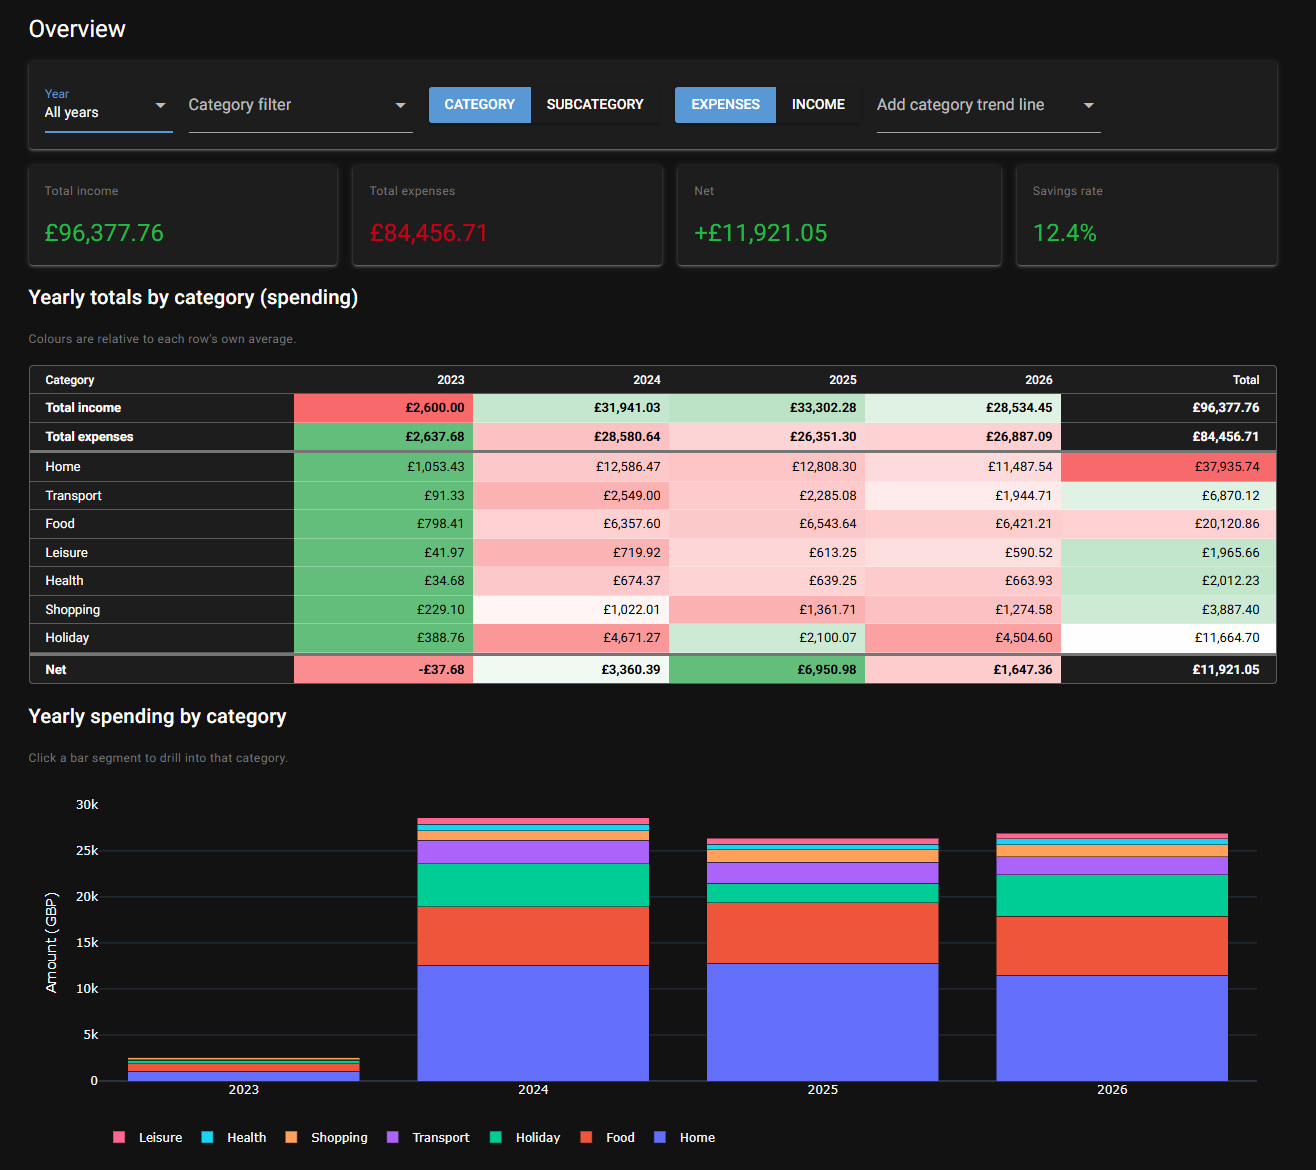 Overview
Year
All years
Category filter
CATEGORY SUBCATEGORY
EXPENSES INCOME
Add category trend line
Total income
£96,377.76
Total expenses
£84,456.71
Net
+£11,921.05
Savings rate
12.4%
Yearly totals by category (spending)
Colours are relative to each row's own average.
Category 2023 2024 2025 2026 Total
Total income £2,600.00 £31,941.03 £33,302.28 £28,534.45 £96,377.76
Total expenses £2,637.68 £28,580.64 £26,351.30 £26,887.09 £84,456.71
Home £1,053.43 £12,586.47 £12,808.30 £11,487.54 £37,935.74
Transport £91.33 £2,549.00 £2,285.08 £1,944.71 £6,870.12
Food £798.41 £6,357.60 £6,543.64 £6,421.21 £20,120.86
Leisure £41.97 £719.92 £613.25 £590.52 £1,965.66
Health £34.68 £674.37 £639.25 £663.93 £2,012.23
Shopping £229.10 £1,022.01 £1,361.71 £1,274.58 £3,887.40
Holiday £388.76 £4,671.27 £2,100.07 £4,504.60 £11,664.70
Net -£37.68 £3,360.39 £6,950.98 £1,647.36 £11,921.05
Yearly spending by category
Click a bar segment to drill into that category.
Amount (GBP)
30k
25k
20k
15k
10k
5k
0
2023 2024 2025 2026
Leisure Health Shopping Transport Holiday Food Home